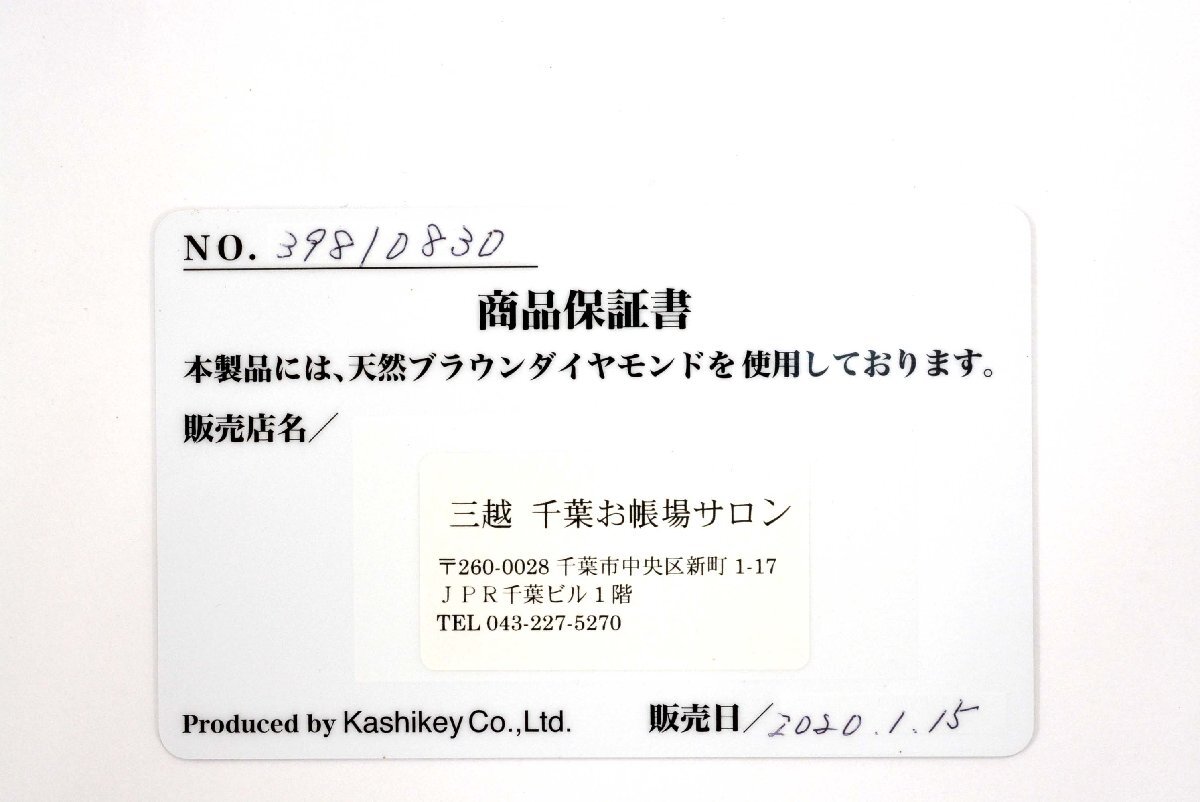 NO. 39810830
商品保証書
本製品には、天然ブラウンダイヤモンドを使用しております。
販売店名／
三越 千葉お帳場サロン
〒260-0028 千葉市中央区新町 1-17
ＪＰＲ千葉ビル１階
TEL 043-227-5270
Produced by Kashikey Co.,Ltd. 販売日／2020.1.15